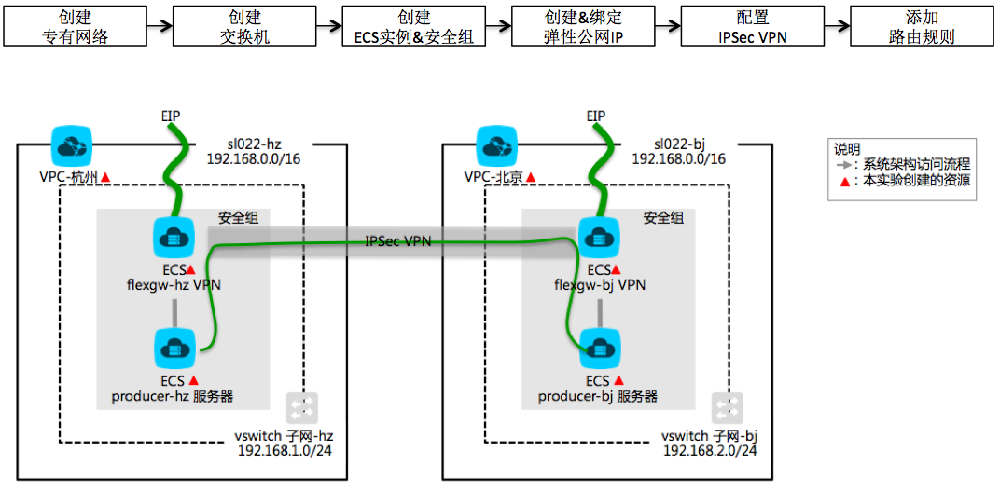 创建
专有网络
创建
交换机
创建
ECS实例&安全组
创建&绑定
弹性公网IP
配置
IPSec VPN
添加
路由规则
EIP
sl022-hz
192.168.0.0/16
VPC-杭州
安全组
ECS
flexgw-hz VPN
ECS
producer-hz 服务器
vswitch 子网-hz
192.168.1.0/24
IPSec VPN
EIP
sl022-bj
192.168.0.0/16
VPC-北京
安全组
ECS
flexgw-bj VPN
ECS
producer-bj 服务器
vswitch 子网-bj
192.168.2.0/24
说明
：系统架构访问流程
：本实验创建的资源